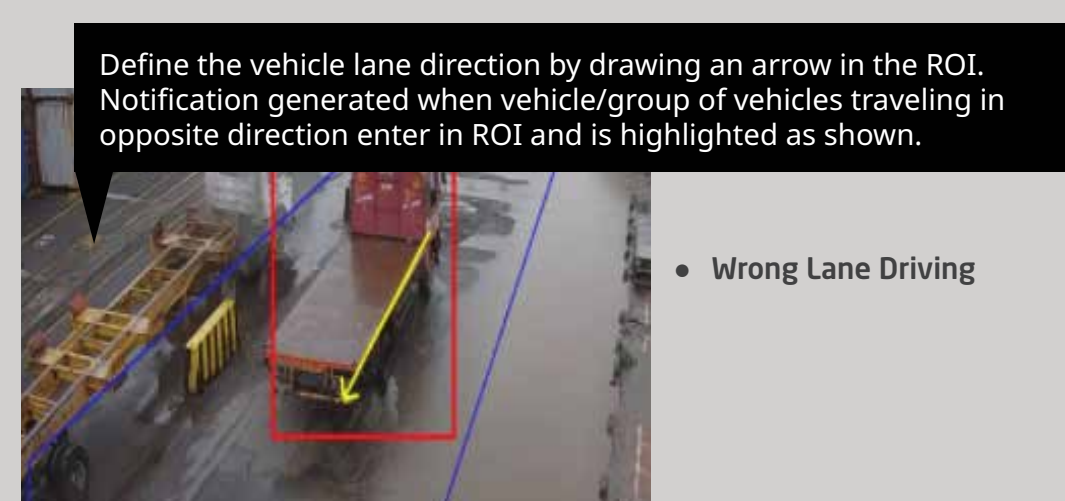 Define the vehicle lane direction by drawing an arrow in the ROI.
Notification generated when vehicle/group of vehicles traveling in
opposite direction enter in ROI and is highlighted as shown.
● Wrong Lane Driving